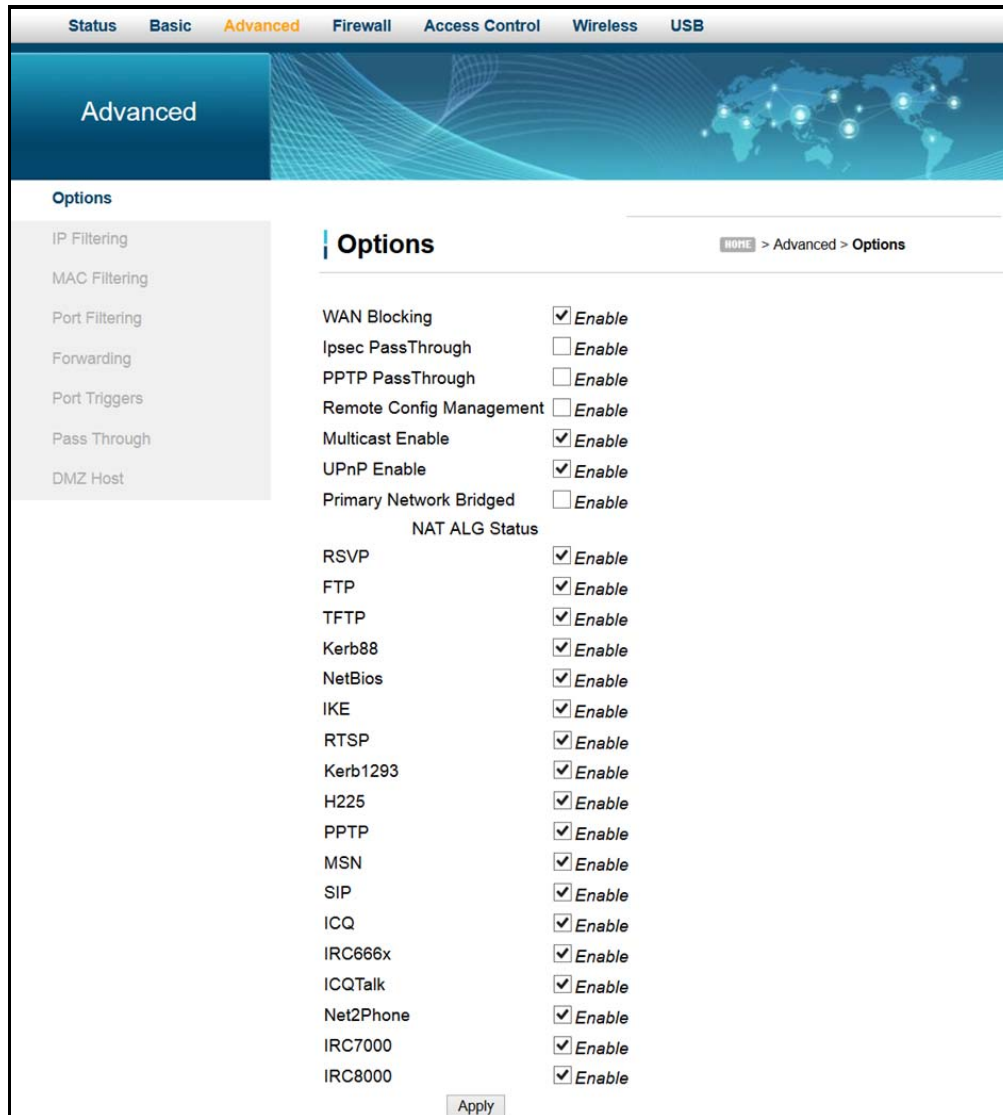 Status Basic Advanced Firewall Access Control Wireless USB
Advanced
Options
IP Filtering
MAC Filtering
Port Filtering
Forwarding
Port Triggers
Pass Through
DMZ Host
Options
HOME > Advanced > Options
WAN Blocking Enable
Ipsec PassThrough Enable
PPTP PassThrough Enable
Remote Config Management Enable
Multicast Enable Enable
UPnP Enable Enable
Primary Network Bridged Enable
NAT ALG Status
RSVP Enable
FTP Enable
TFTP Enable
Kerb88 Enable
NetBios Enable
IKE Enable
RTSP Enable
Kerb1293 Enable
H225 Enable
PPTP Enable
MSN Enable
SIP Enable
ICQ Enable
IRC666x Enable
ICQTalk Enable
Net2Phone Enable
IRC7000 Enable
IRC8000 Enable
Apply